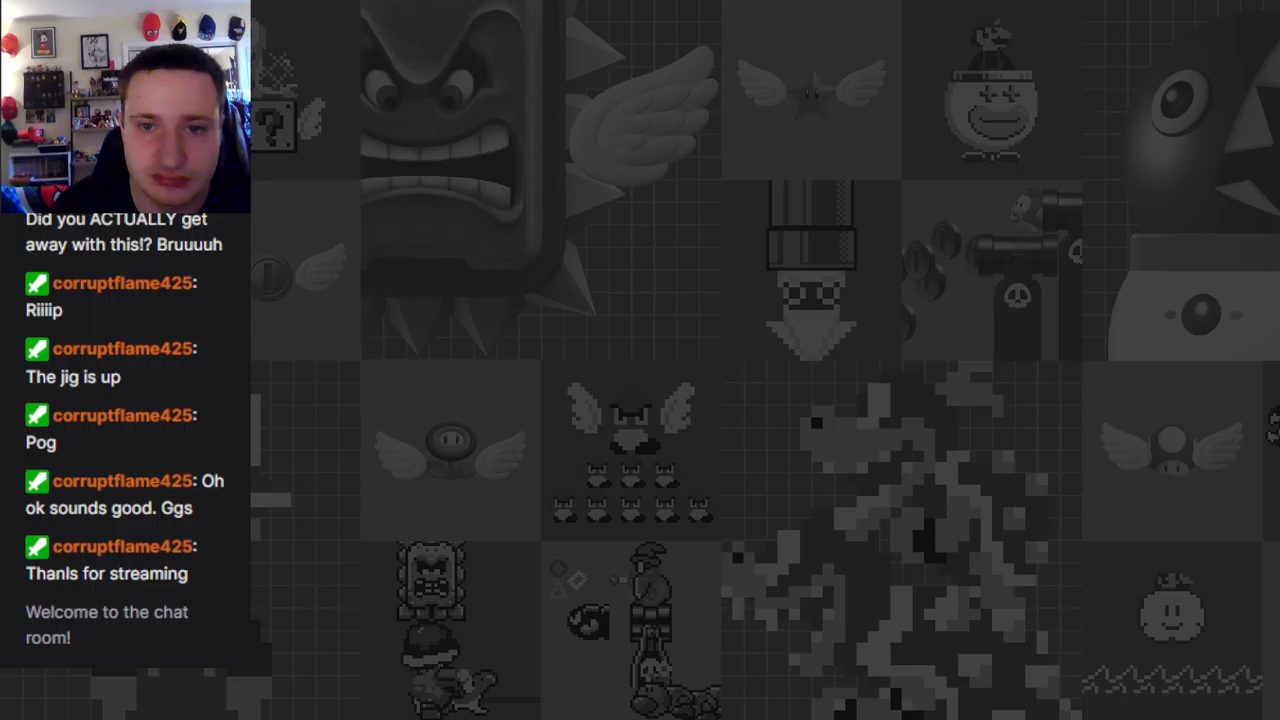 Did you ACTUALLY get
away with this!? Bruuuuh
corruptflame425:
Riiiip
corruptflame425:
The jig is up
corruptflame425:
Pog
corruptflame425: Oh
ok sounds good. Ggs
corruptflame425:
Thanls for streaming
Welcome to the chat
room!